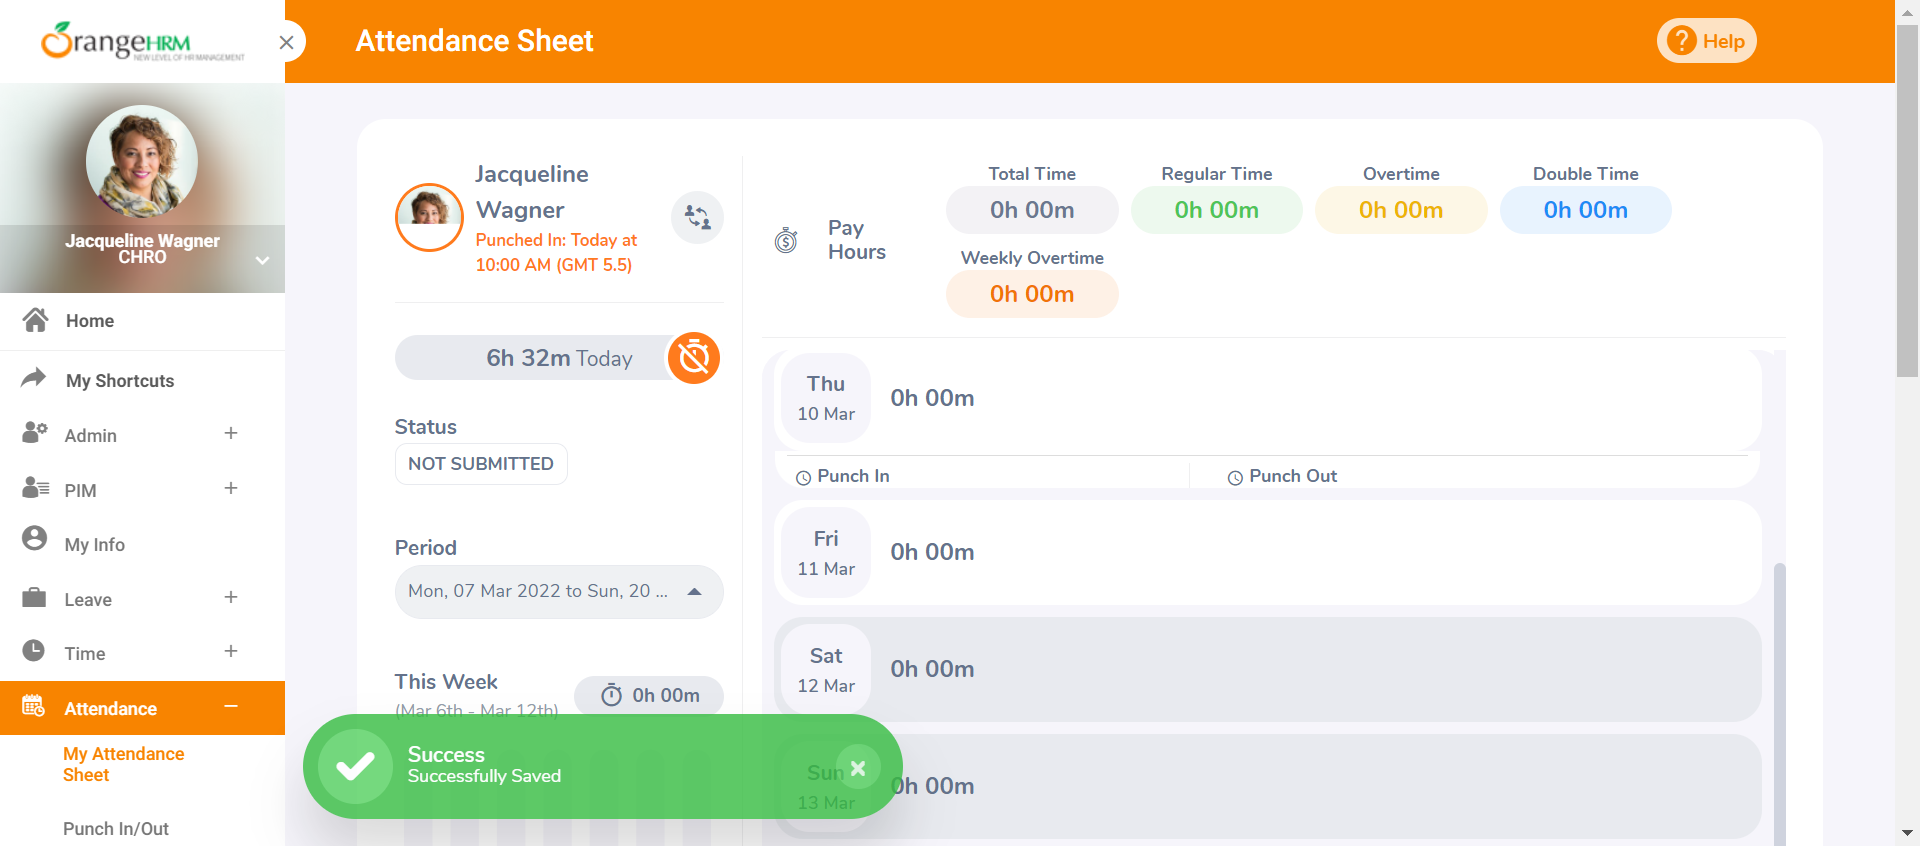 OrangeHRM
NEW LEVEL OF HR MANAGEMENT
Attendance Sheet
Help
Jacqueline Wagner
CHRO
Home
My Shortcuts
Admin
PIM
My Info
Leave
Time
Attendance
My Attendance
Sheet
Punch In/Out
Jacqueline
Wagner
Punched In: Today at
10:00 AM (GMT 5.5)
6h 32m Today
Status
NOT SUBMITTED
Period
Mon, 07 Mar 2022 to Sun, 20 ...
This Week
(Mar 6th - Mar 12th)
0h 00m
Success
Successfully Saved
Pay
Hours
Total Time
0h 00m
Regular Time
0h 00m
Overtime
0h 00m
Double Time
0h 00m
Weekly Overtime
0h 00m
Thu
10 Mar
0h 00m
Punch In
Punch Out
Fri
11 Mar
0h 00m
Sat
12 Mar
0h 00m
Sun
13 Mar
0h 00m